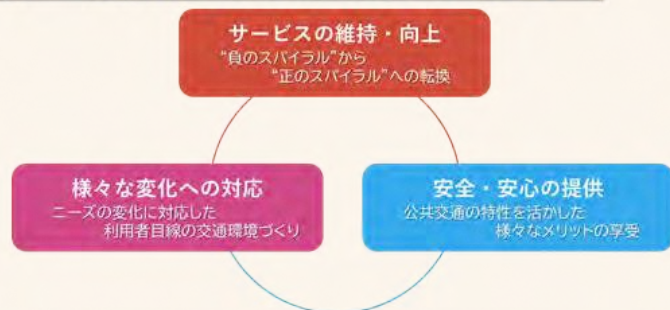 サービスの維持・向上
“負のスパイラル”から
“正のスパイラル”への転換
様々な変化への対応
ニーズの変化に対応した
利用者目線の交通環境づくり
安全・安心の提供
公共交通の特性を活かした
様々なメリットの享受